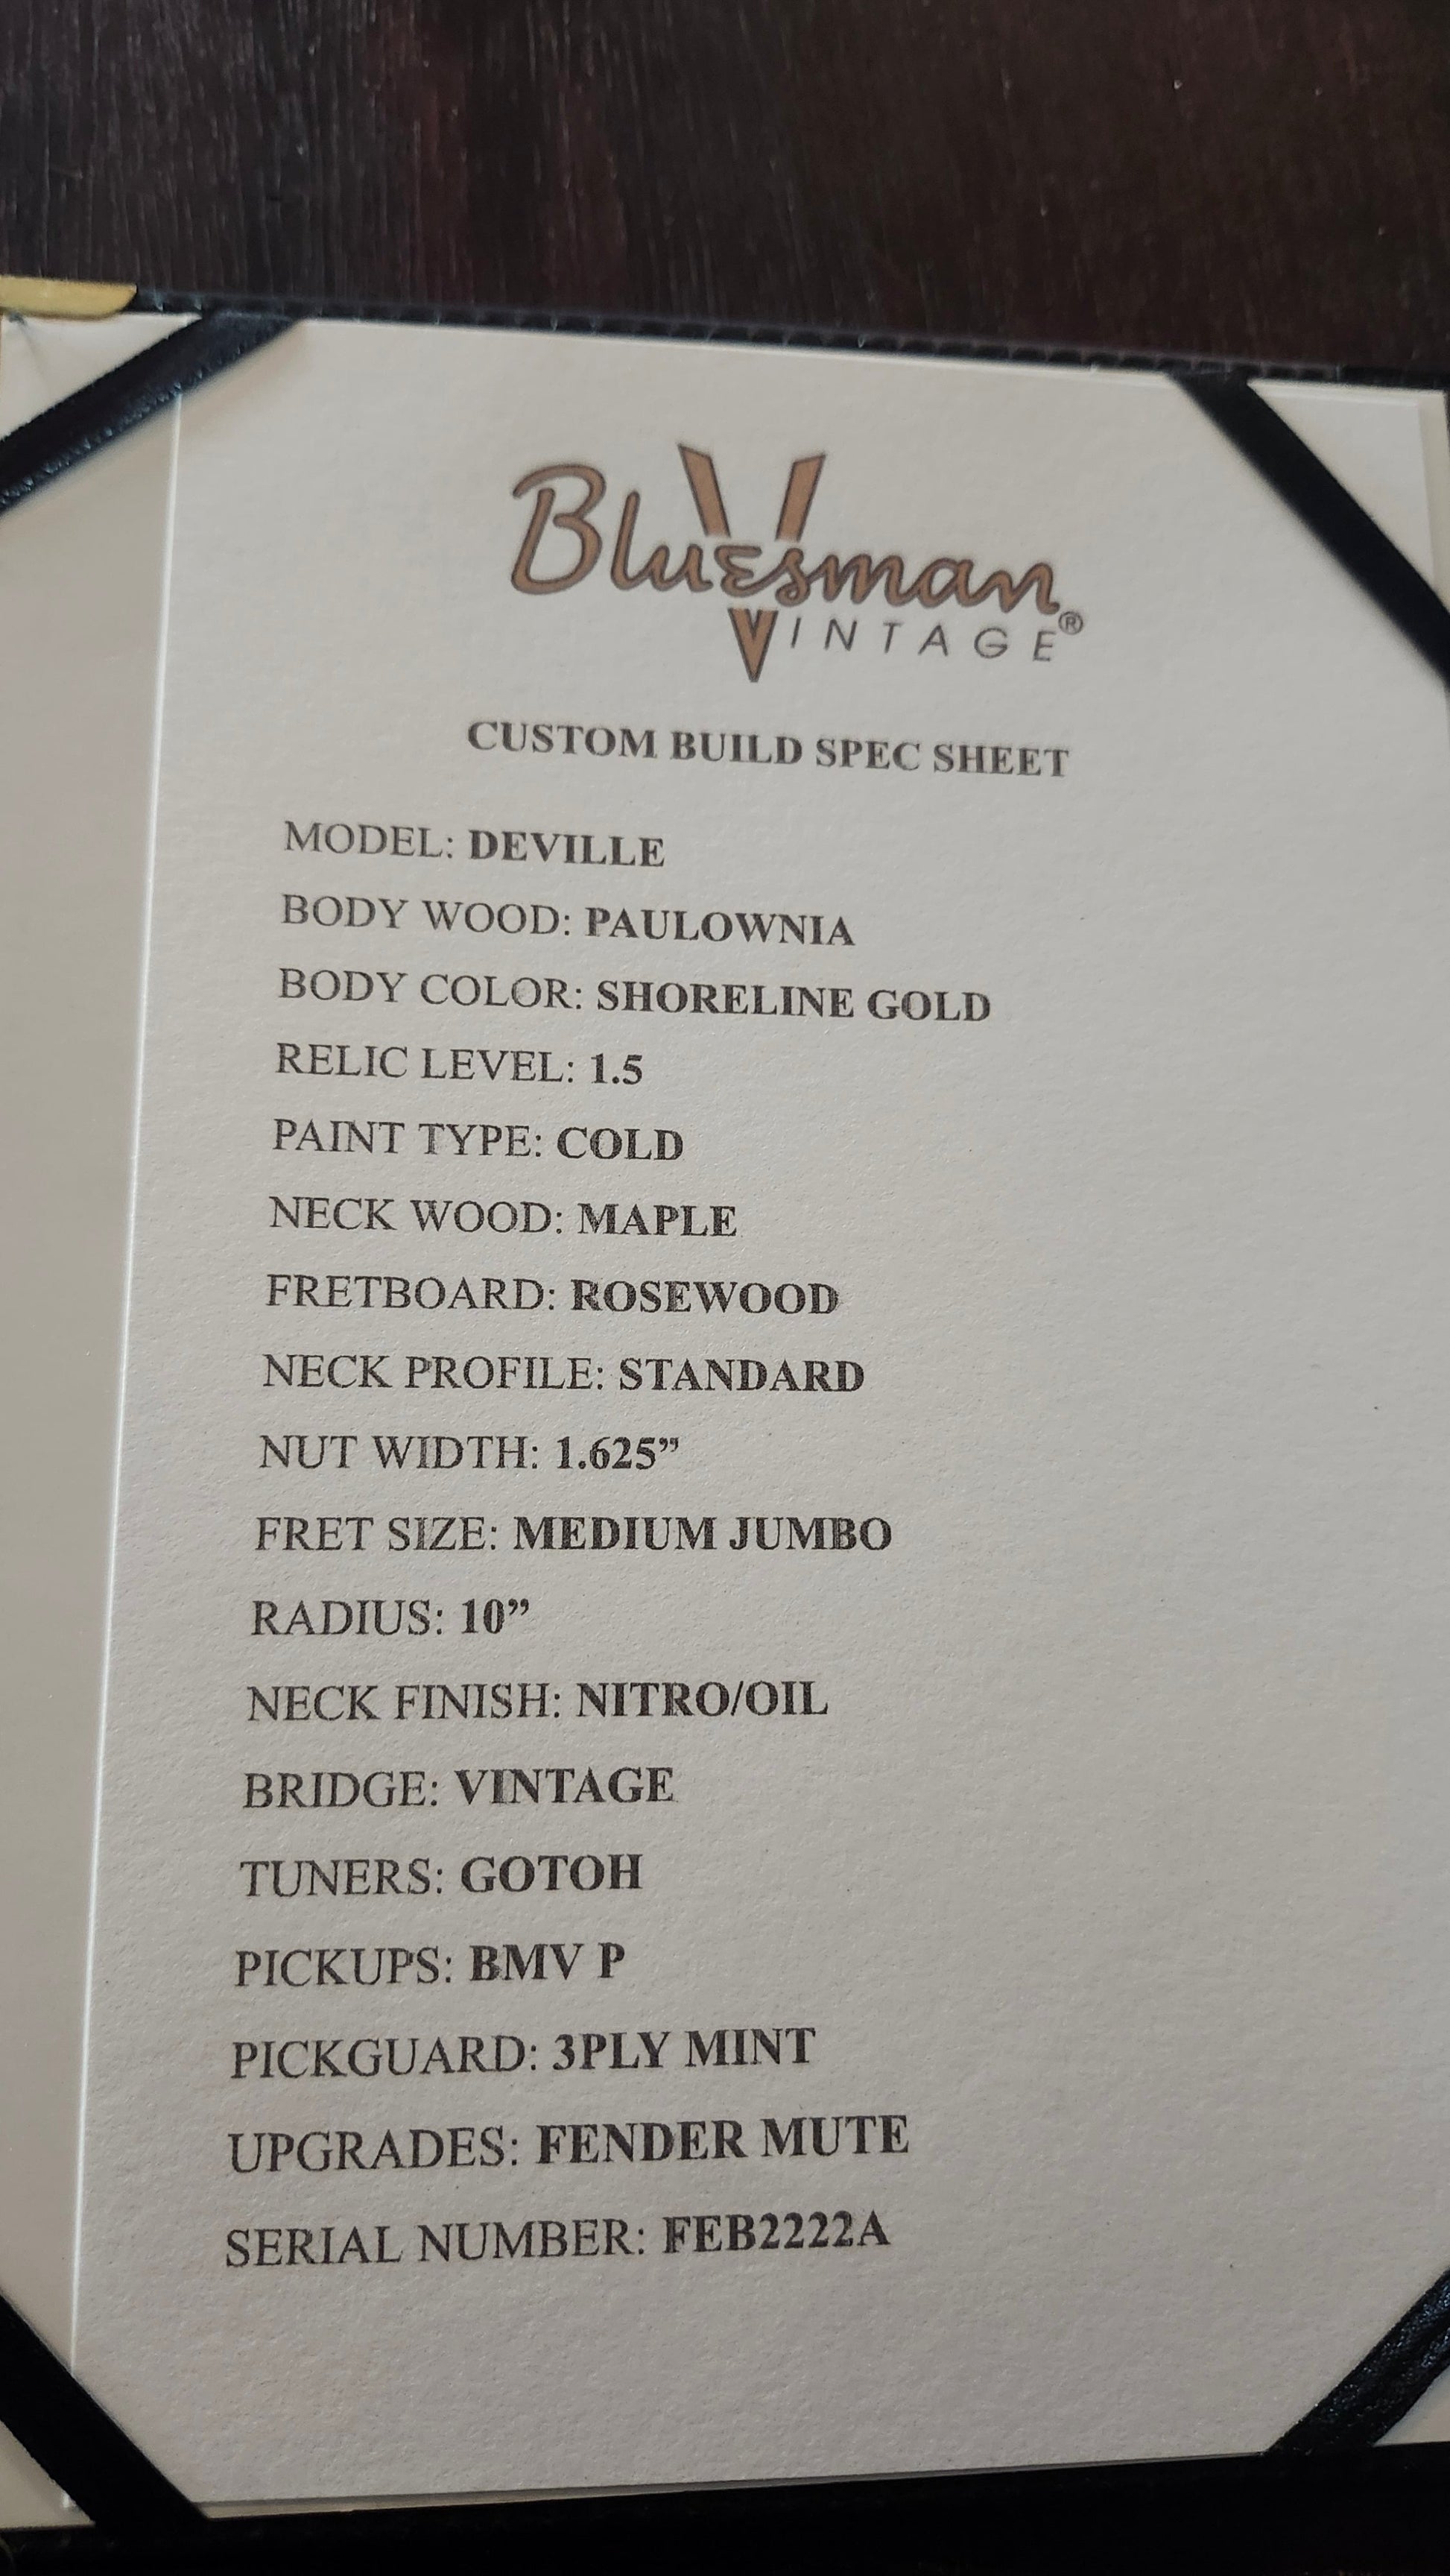 Bluesman
VINTAGE®
CUSTOM BUILD SPEC SHEET
MODEL: DEVILLE
BODY WOOD: PAULOWNIA
BODY COLOR: SHORELINE GOLD
RELIC LEVEL: 1.5
PAINT TYPE: COLD
NECK WOOD: MAPLE
FRETBOARD: ROSEWOOD
NECK PROFILE: STANDARD
NUT WIDTH: 1.625”
FRET SIZE: MEDIUM JUMBO
RADIUS: 10”
NECK FINISH: NITRO/OIL
BRIDGE: VINTAGE
TUNERS: GOTOH
PICKUPS: BMV P
PICKGUARD: 3PLY MINT
UPGRADES: FENDER MUTE
SERIAL NUMBER: FEB2222A